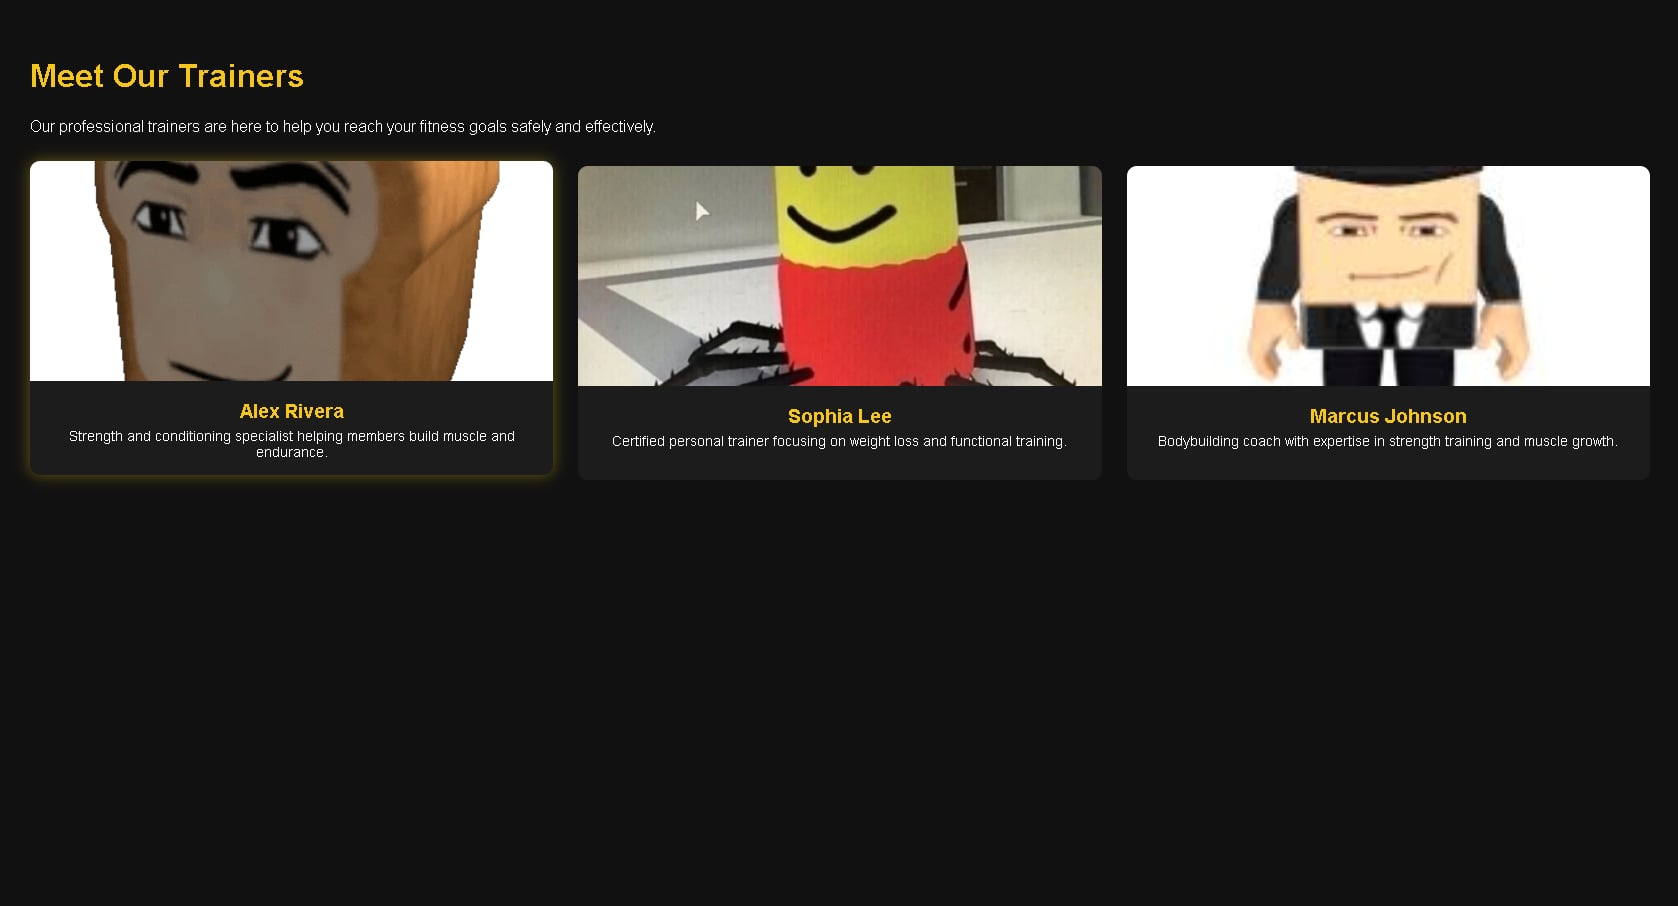 Meet Our Trainers
Our professional trainers are here to help you reach your fitness goals safely and effectively.
Alex Rivera
Strength and conditioning specialist helping members build muscle and
endurance.
Sophia Lee
Certified personal trainer focusing on weight loss and functional training.
Marcus Johnson
Bodybuilding coach with expertise in strength training and muscle growth.